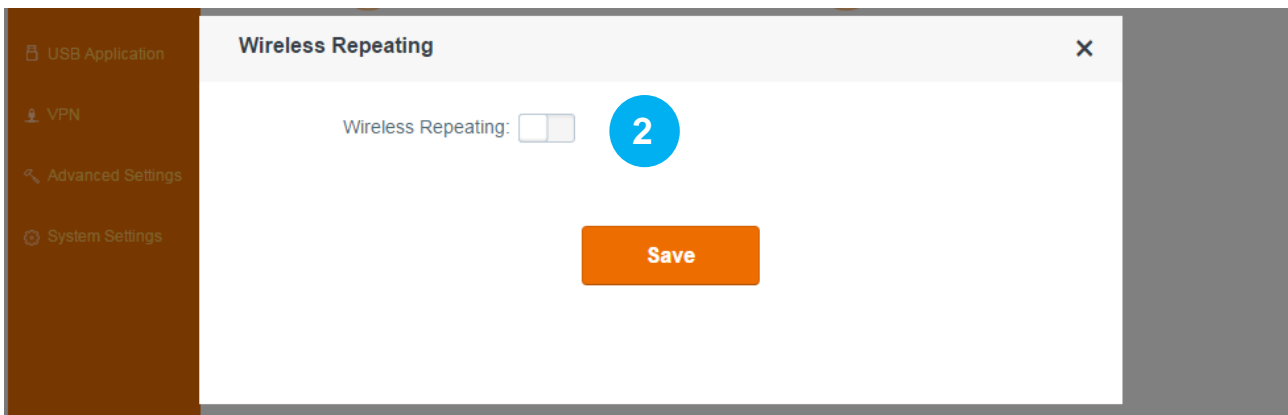 USB Application
VPN
Advanced Settings
System Settings
Wireless Repeating
Wireless Repeating:
2
Save